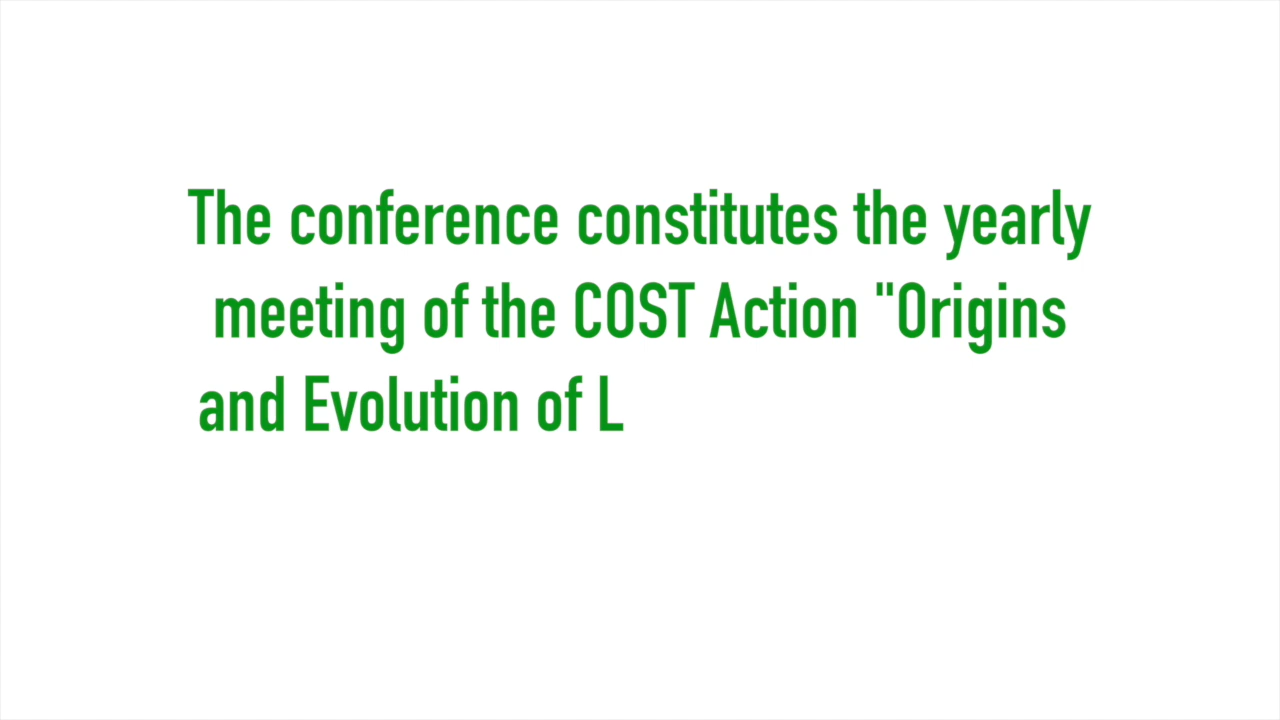 The conference constitutes the yearly
meeting of the COST Action "Origins
and Evolution of L